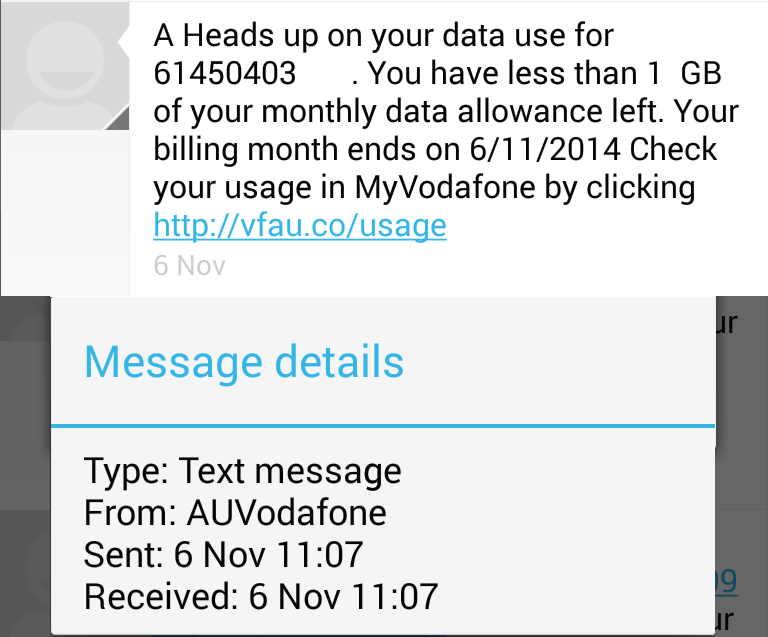 A Heads up on your data use for
61450403 . You have less than 1 GB
of your monthly data allowance left. Your
billing month ends on 6/11/2014 Check
your usage in MyVodafone by clicking
http://vfau.co/usage
6 Nov
ur
Message details
Type: Text message
From: AUVodafone
Sent: 6 Nov 11:07
Received: 6 Nov 11:07
99
ur